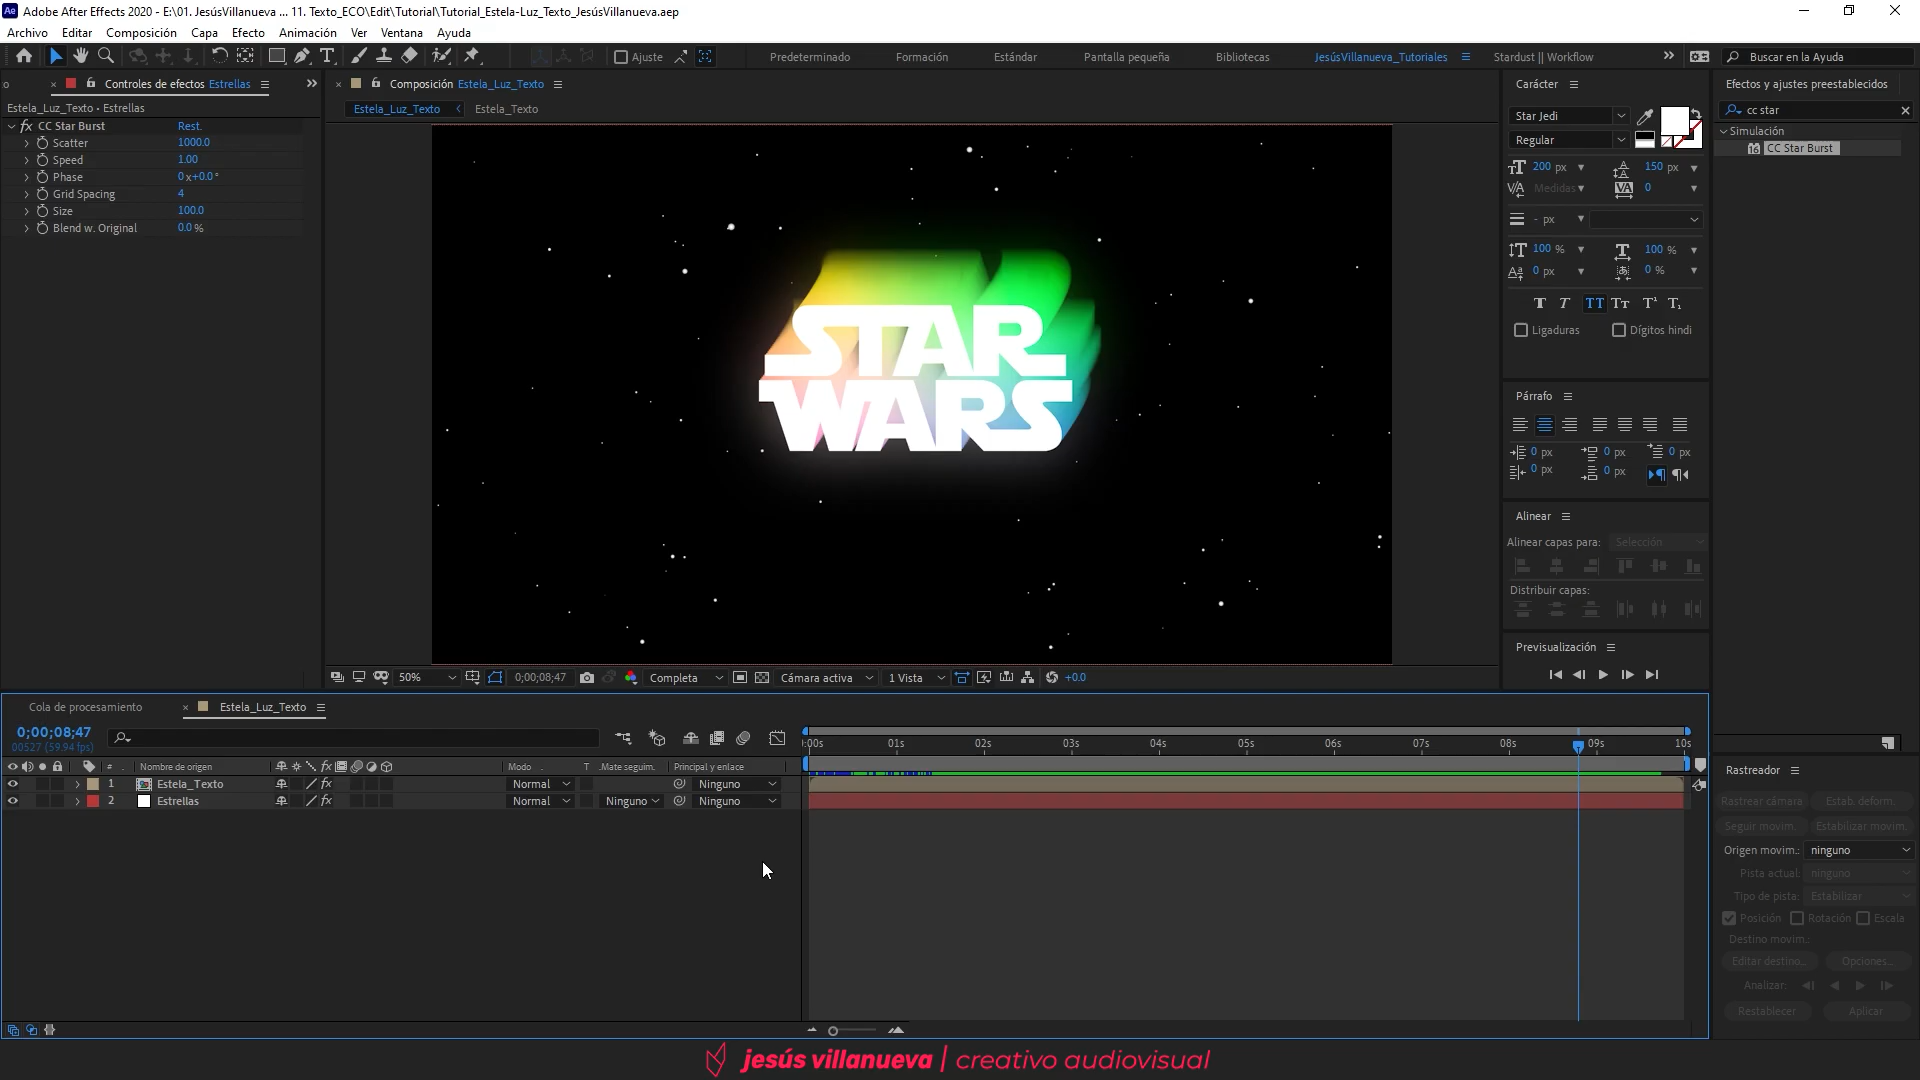 Adobe After Effects 2020 - E:\01. JesúsVillanueva ... 11. Texto_ECO\Edit\Tutorial\Tutorial_Estela-Luz_Texto_JesúsVillanueva.aep
Archivo Editar Composición Capa Efecto Animación Ver Ventana Ayuda
Ajuste Predeterminado Formación Estándar Pantalla pequeña Bibliotecas JesúsVillanueva_Tutoriales Stardust || Workflow Buscar en la Ayuda
Controles de efectos Estrellas
Estela_Luz_Texto • Estrellas
fx CC Star Burst Rest.
Scatter 1000.0
Speed 1.00
Phase 0x+0.0°
Grid Spacing 4
Size 100.0
Blend w. Original 0.0 %
Composición Estela_Luz_Texto
Estela_Luz_Texto Estela_Texto
STAR
WARS
50% 0;00;08;47 Completa Cámara activa 1 Vista +0.0
Carácter
Star Jedi
Regular
200 px 150 px
Medidas 0
- px
100 % 100 %
0 px 0 %
Ligaduras Dígitos hindi
Párrafo
0 px 0 px 0 px
0 px 0 px
Alinear
Alinear capas para: Selección
Distribuir capas:
Previsualización
Efectos y ajustes preestablecidos
cc star
Simulación
CC Star Burst
Cola de procesamiento Estela_Luz_Texto
0;00;08;47
00527 (59.94 fps)
:00s 01s 02s 03s 04s 05s 06s 07s 08s 09s 10s
# Nombre de origen Modo T .Mate seguim. Principal y enlace
1 Estela_Texto Normal Ninguno
2 Estrellas Normal Ninguno Ninguno
Rastreador
Rastrear cámara Estab. deform.
Seguir movim. Estabilizar movim.
Origen movim.: ninguno
Pista actual: ninguno
Tipo de pista: Estabilizar
Posición Rotación Escala
Destino movim.:
Editar destino... Opciones...
Analizar:
Restablecer Aplicar
jesús villanueva | creativo audiovisual